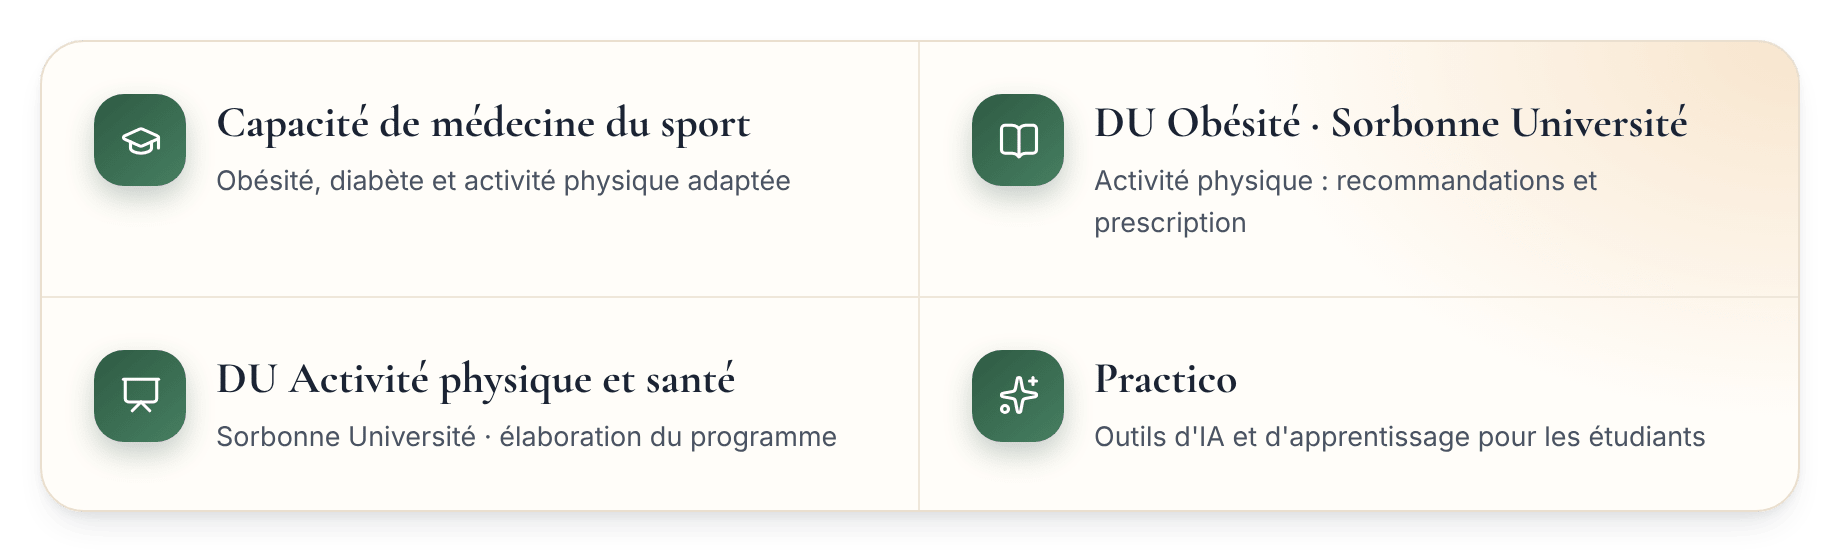 Capacité de médecine du sport
Obésité, diabète et activité physique adaptée
DU Obésité · Sorbonne Université
Activité physique : recommandations et
prescription
DU Activité physique et santé
Sorbonne Université · élaboration du programme
Practico
Outils d'IA et d'apprentissage pour les étudiants